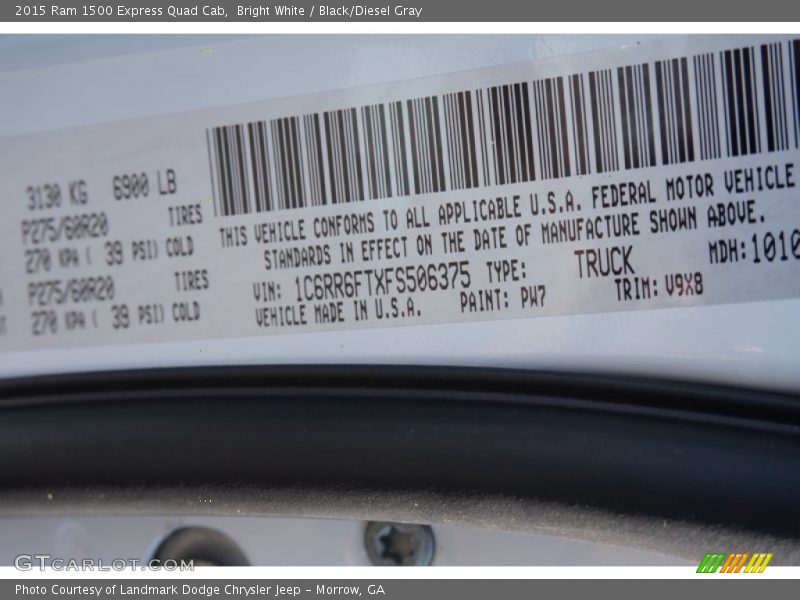 2015 Ram 1500 Express Quad Cab, Bright White / Black/Diesel Gray
3130 KG 6900 LB
P275/60R20 TIRES
270 KPA ( 39 PSI) COLD
P275/60R20 TIRES
270 KPA ( 39 PSI) COLD
THIS VEHICLE CONFORMS TO ALL APPLICABLE U.S.A. FEDERAL MOTOR VEHICLE
STANDARDS IN EFFECT ON THE DATE OF MANUFACTURE SHOWN ABOVE.
VIN: 1C6RR6FTXFS506375 TYPE: TRUCK MDH: 1010
VEHICLE MADE IN U.S.A. PAINT: PW7 TRIM: V9X8
GTCARLOT.COM
Photo Courtesy of Landmark Dodge Chrysler Jeep - Morrow, GA